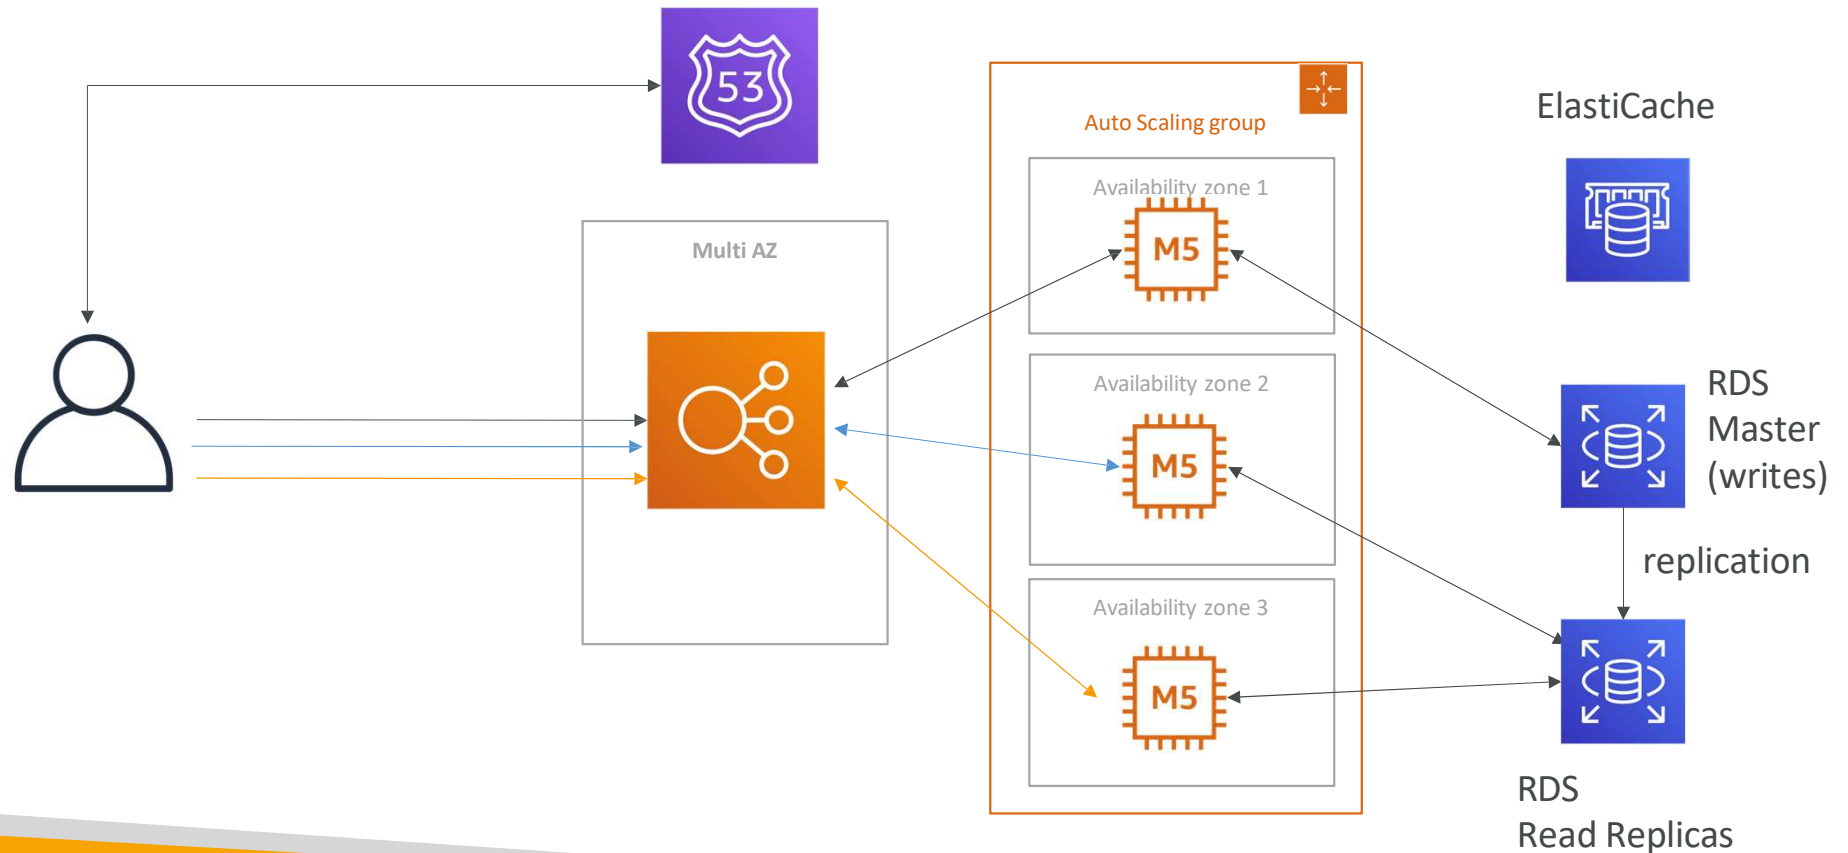 53
Auto Scaling group
ElastiCache
Availability zone 1
M5
Multi AZ
Availability zone 2
M5
RDS
Master
(writes)
replication
Availability zone 3
M5
RDS
Read Replicas